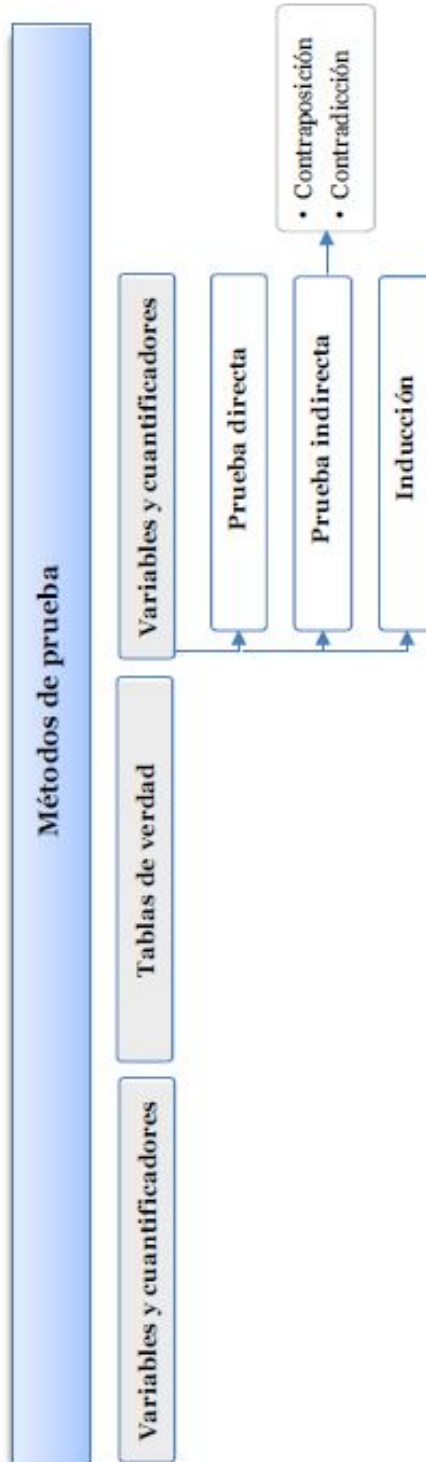 Métodos de prueba
Variables y cuantificadores
Tablas de verdad
Variables y cuantificadores
Prueba directa
Prueba indirecta
• Contraposición
• Contradicción
Inducción